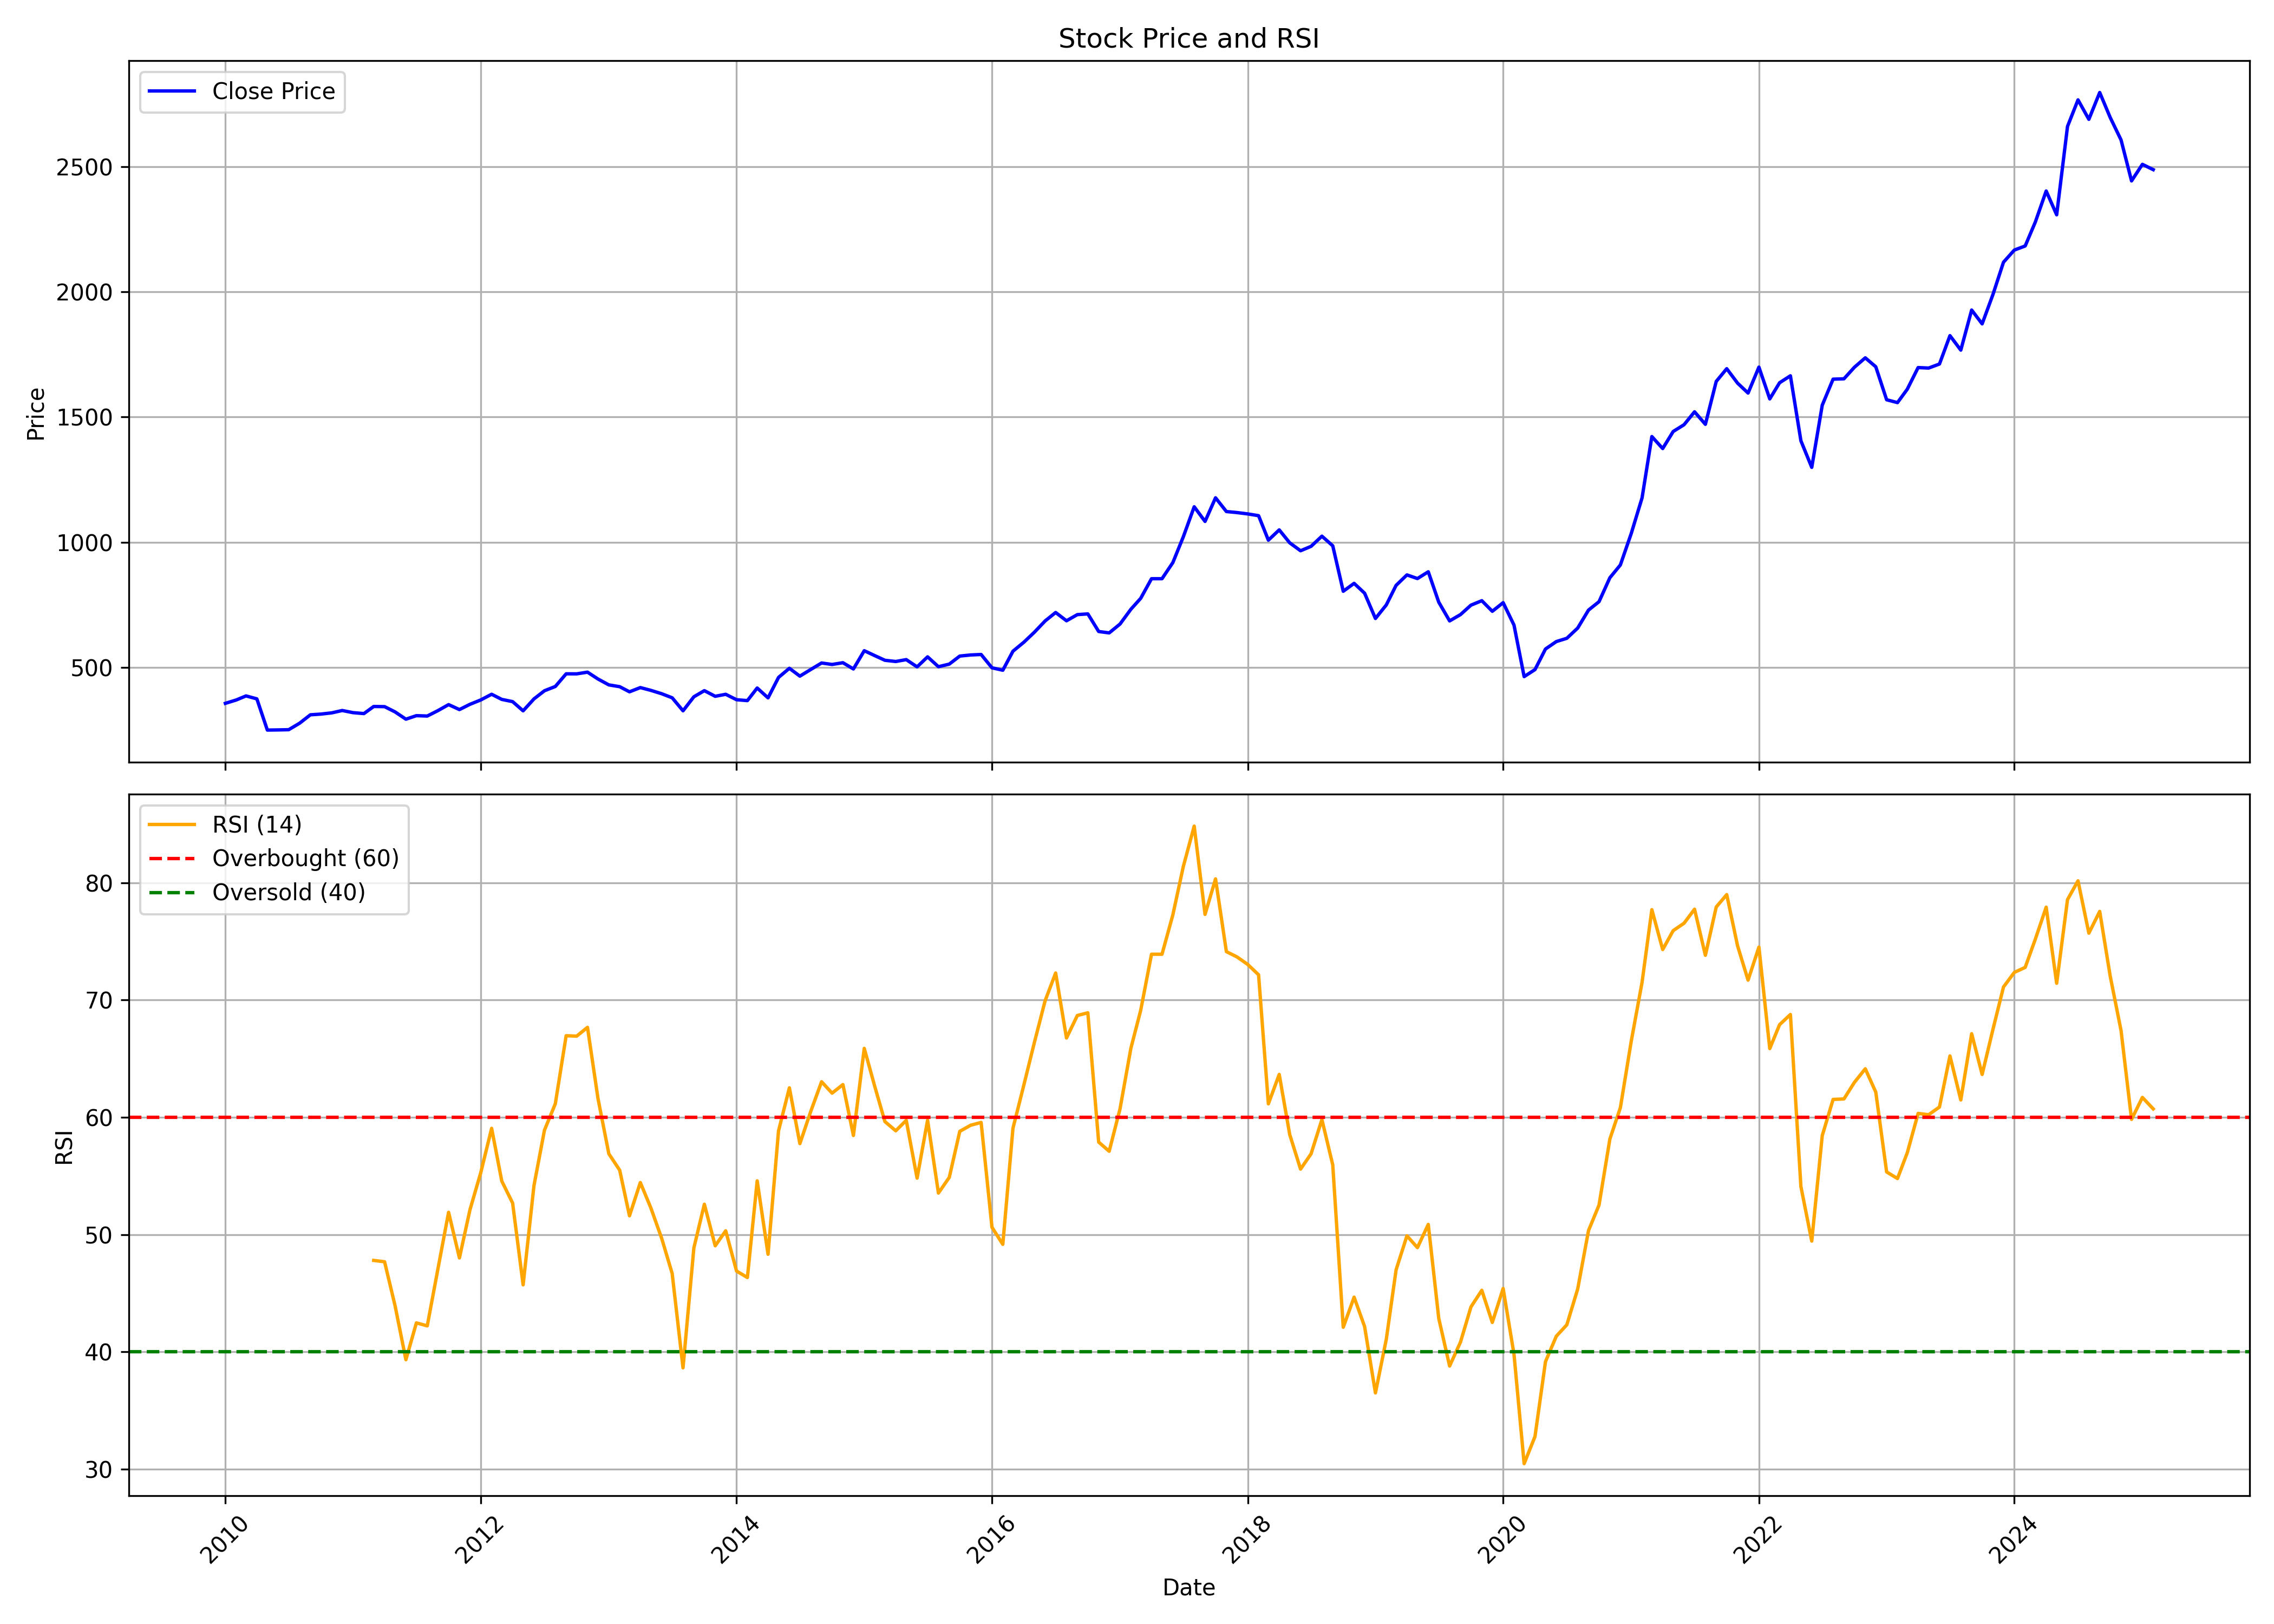 Stock Price and RSI
Close Price
Price
2500
2000
1500
1000
500
RSI (14)
Overbought (60)
Oversold (40)
RSI
80
70
60
50
40
30
2010
2012
2014
2016
2018
2020
2022
2024
Date